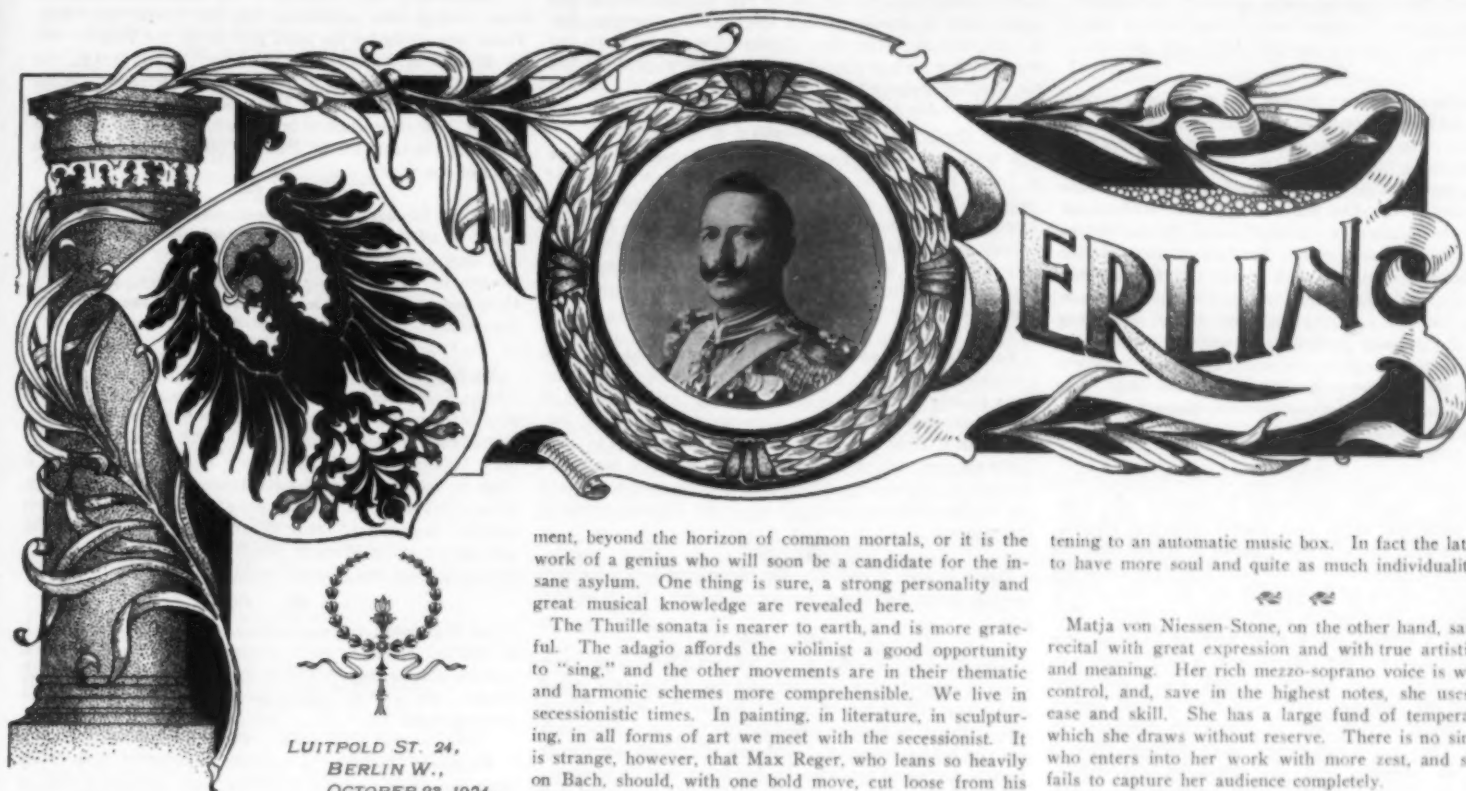 BERLIN
LUITPOLD ST. 24,
BERLIN W.,
OCTOBER 23, 1904
ment, beyond the horizon of common mortals, or it is the
work of a genius who will soon be a candidate for the in-
sane asylum. One thing is sure, a strong personality and
great musical knowledge are revealed here.
The Thuille sonata is nearer to earth, and is more grate-
ful. The adagio affords the violinist a good opportunity
to "sing," and the other movements are in their thematic
and harmonic schemes more comprehensible. We live in
secessionistic times. In painting, in literature, in sculptur-
ing, in all forms of art we meet with the secessionist. It
is strange, however, that Max Reger, who leans so heavily
on Bach, should, with one bold move, cut loose from his
tening to an automatic music box. In fact the lat
to have more soul and quite as much individualit
Matja von Niessen-Stone, on the other hand, sa
recital with great expression and with true artisti
and meaning. Her rich mezzo-soprano voice is w
control, and, save in the highest notes, she uses
ease and skill. She has a large fund of tempera
which she draws without reserve. There is no sin
who enters into her work with more zest, and s
fails to capture her audience completely.